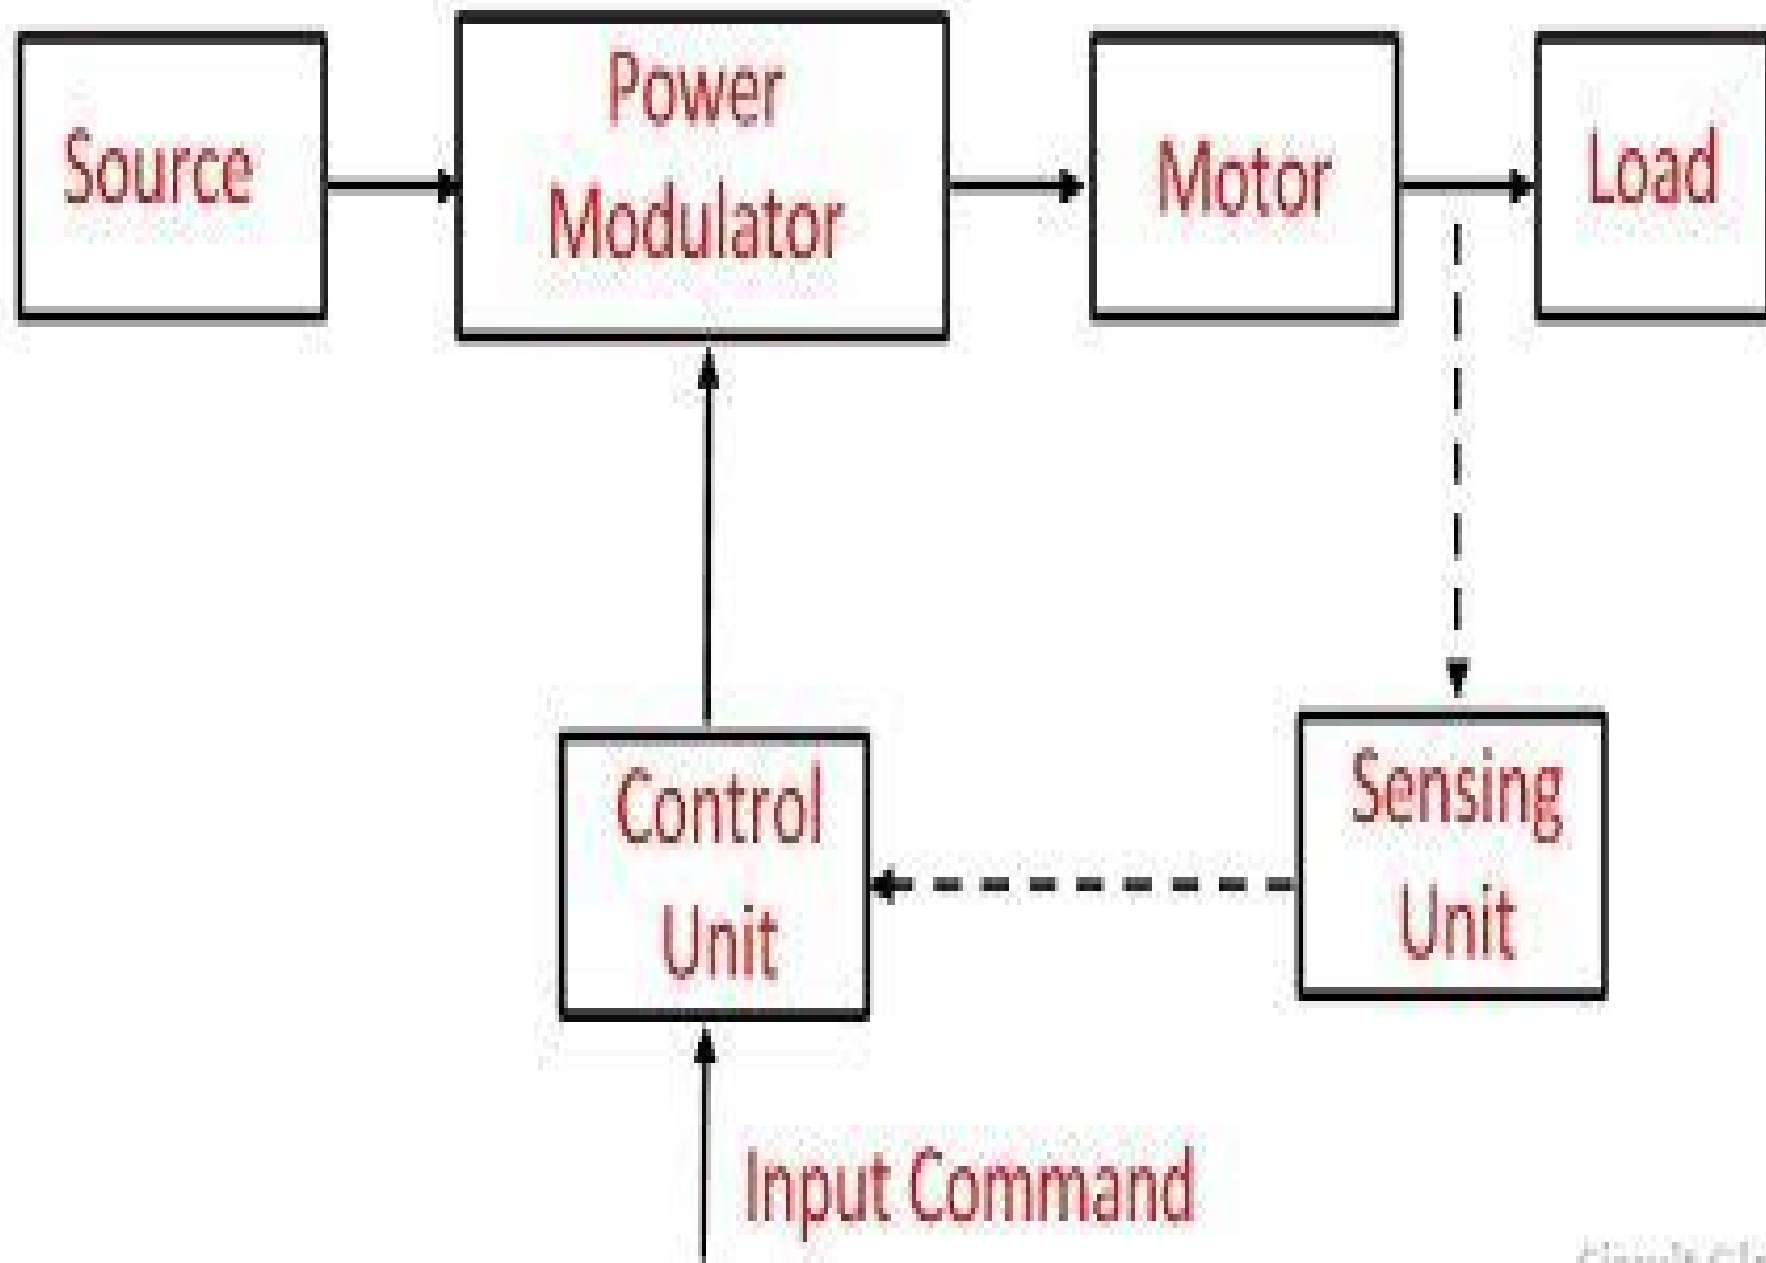 Source
Power
Modulator
Motor
Load
Control
Unit
Sensing
Unit
Input Command